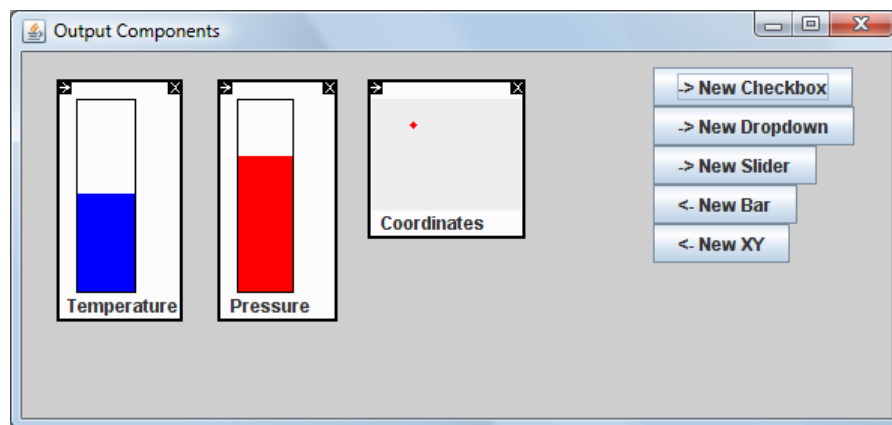 Output Components
Temperature
Pressure
Coordinates
-> New Checkbox
-> New Dropdown
-> New Slider
<- New Bar
<- New XY